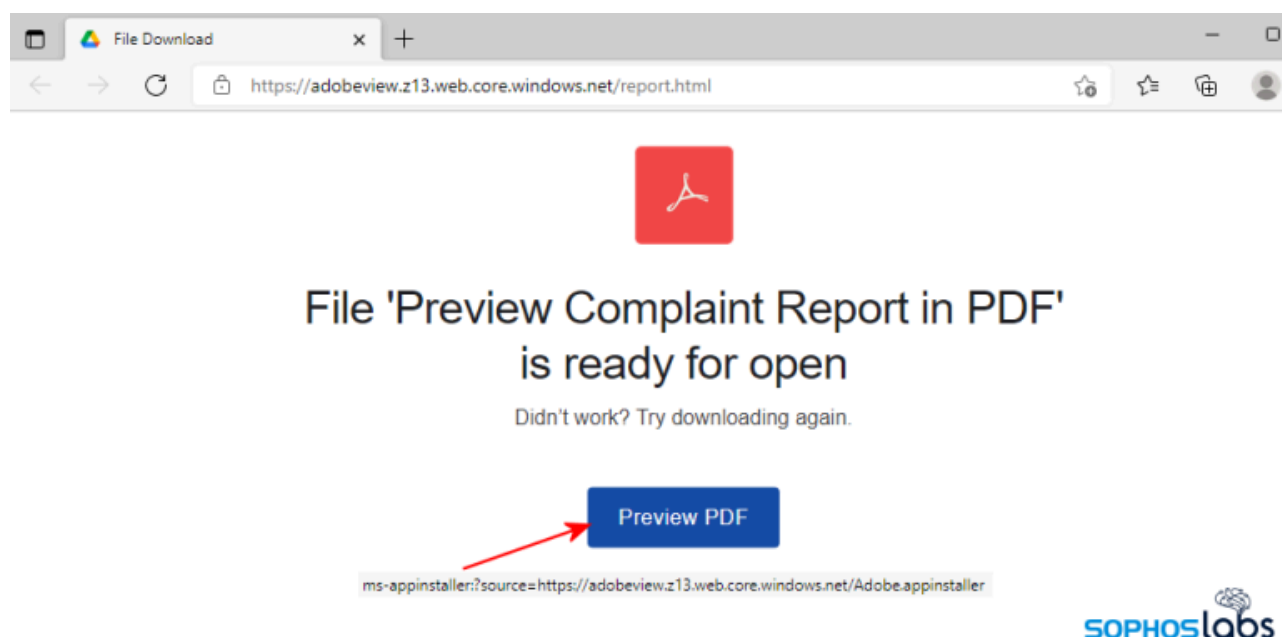 File Download
https://adobeview.z13.web.core.windows.net/report.html
File 'Preview Complaint Report in PDF'
is ready for open
Didn't work? Try downloading again.
Preview PDF
ms-appinstaller:?source=https://adobeview.z13.web.core.windows.net/Adobe.appinstaller
SOPHOSlabs